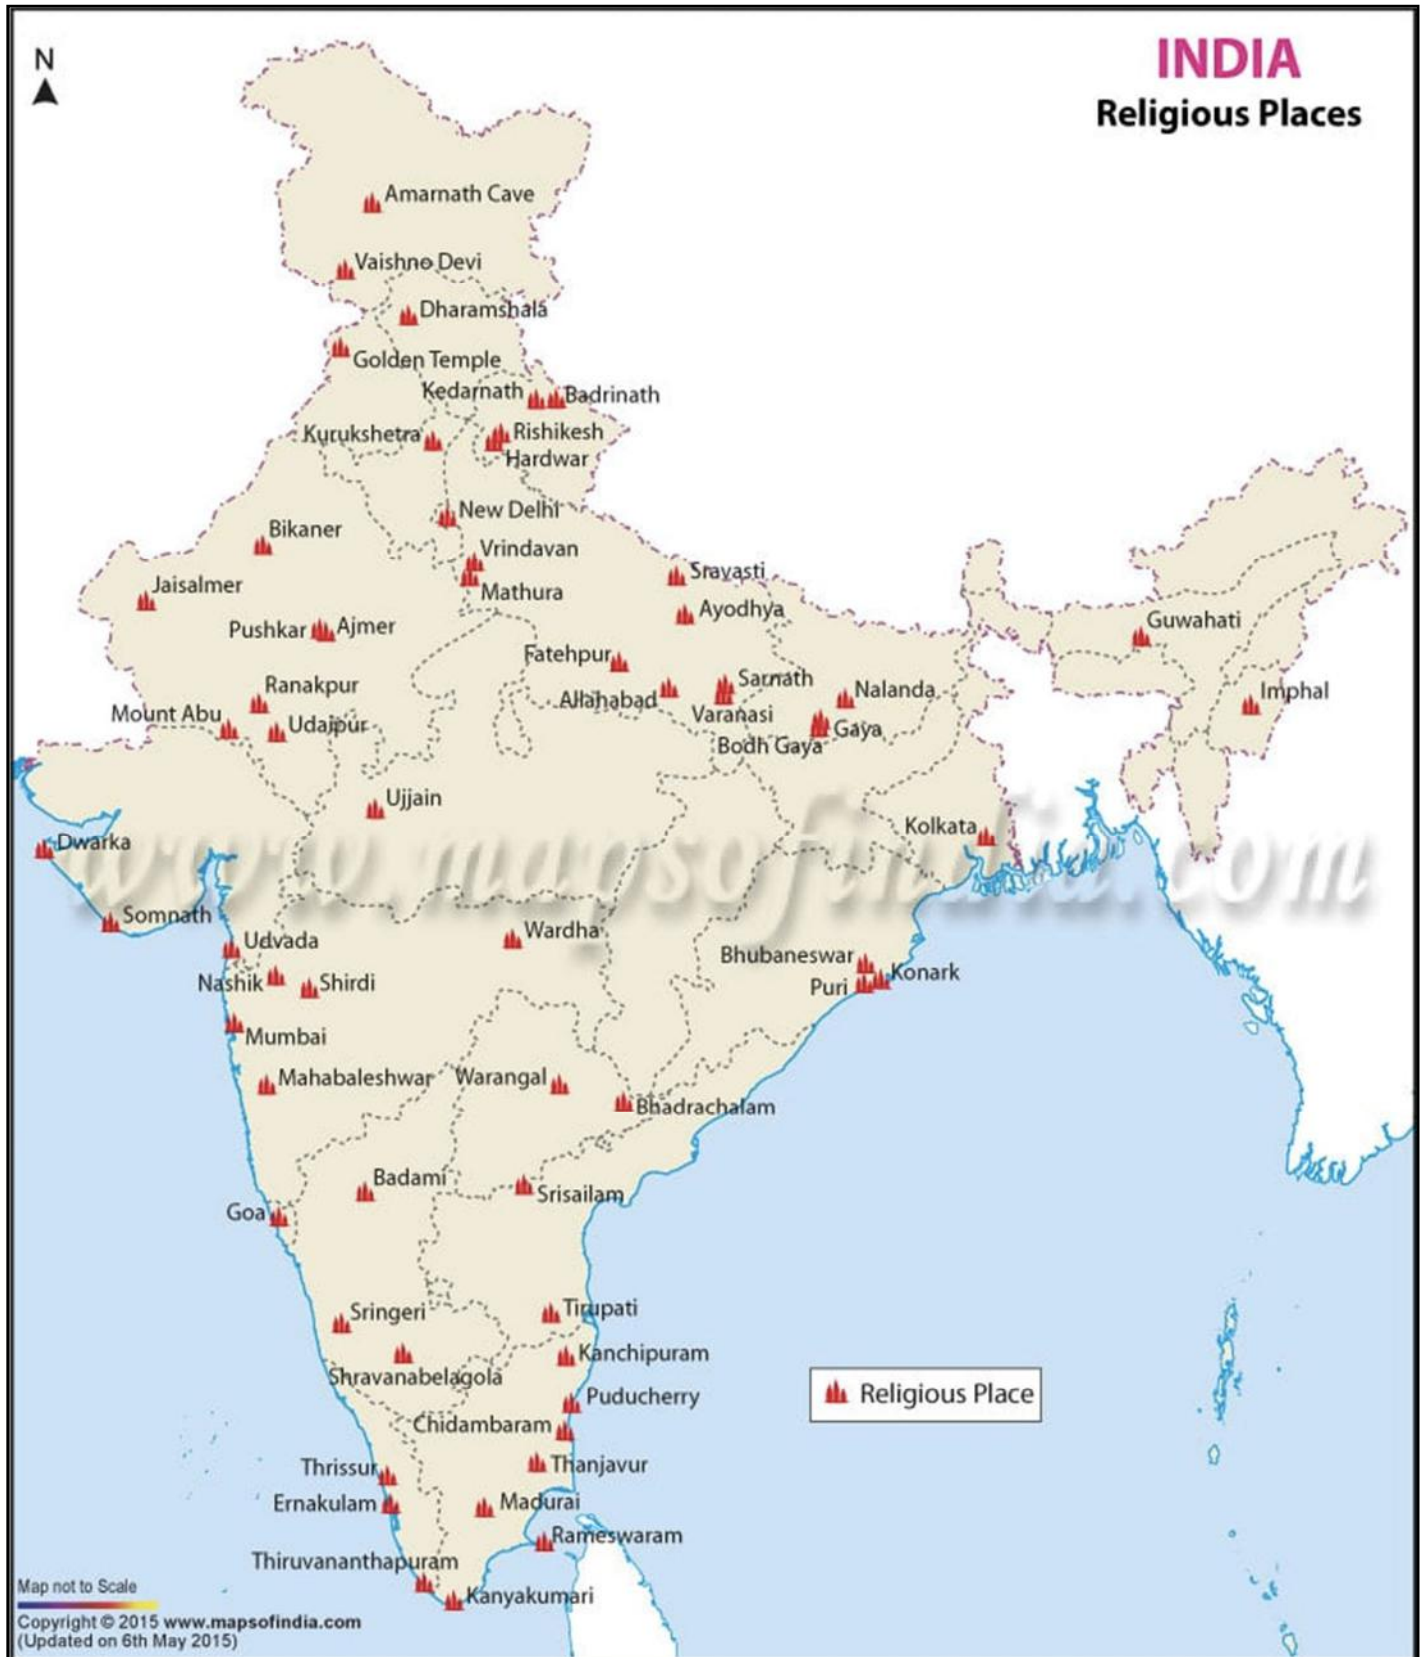 N
INDIA
Religious Places
Amarnath Cave
Vaishno Devi
Dharamshala
Golden Temple
Kedarnath
Badrinath
Kurukshetra
Rishikesh
Hardwar
New Delhi
Bikaner
Vrindavan
Mathura
Jaisalmer
Sravasti
Ayodhya
Pushkar
Ajmer
Guwahati
Fatehpur
Allahabad
Sarnath
Varanasi
Nalanda
Imphal
Ranakpur
Mount Abu
Udaipur
Gaya
Bodh Gaya
Ujjain
Kolkata
Dwarka
www.mapsofindia.com
Somnath
Udvada
Wardha
Nashik
Shirdi
Bhubaneswar
Konark
Puri
Mumbai
Mahabaleshwar
Warangal
Bhadrachalam
Badami
Srisailam
Goa
Sringeri
Tirupati
Shravanabelagola
Kanchipuram
Puducherry
Religious Place
Chidambaram
Thrissur
Thanjavur
Ernakulam
Madurai
Rameswaram
Thiruvananthapuram
Kanyakumari
Map not to Scale
Copyright © 2015 www.mapsofindia.com
(Updated on 6th May 2015)